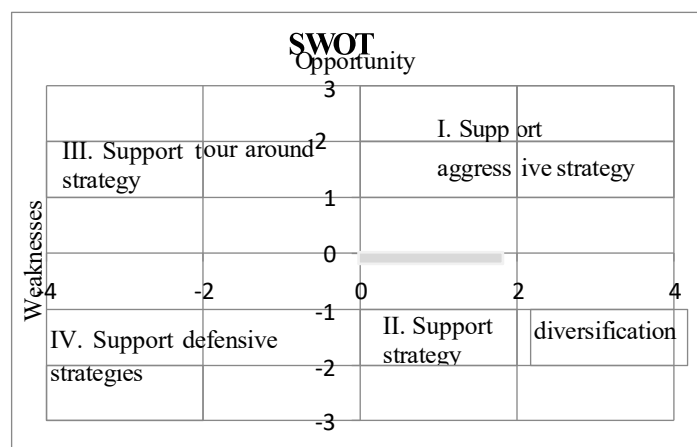 SWOT
Opportunity
3
I. Support
2
III. Support tour around
aggressive strategy
strategy
1
Weaknesses
0
-4
-2
0
2
4
-1
II. Support
diversification
IV. Support defensive
strategy
-2
strategies
-3